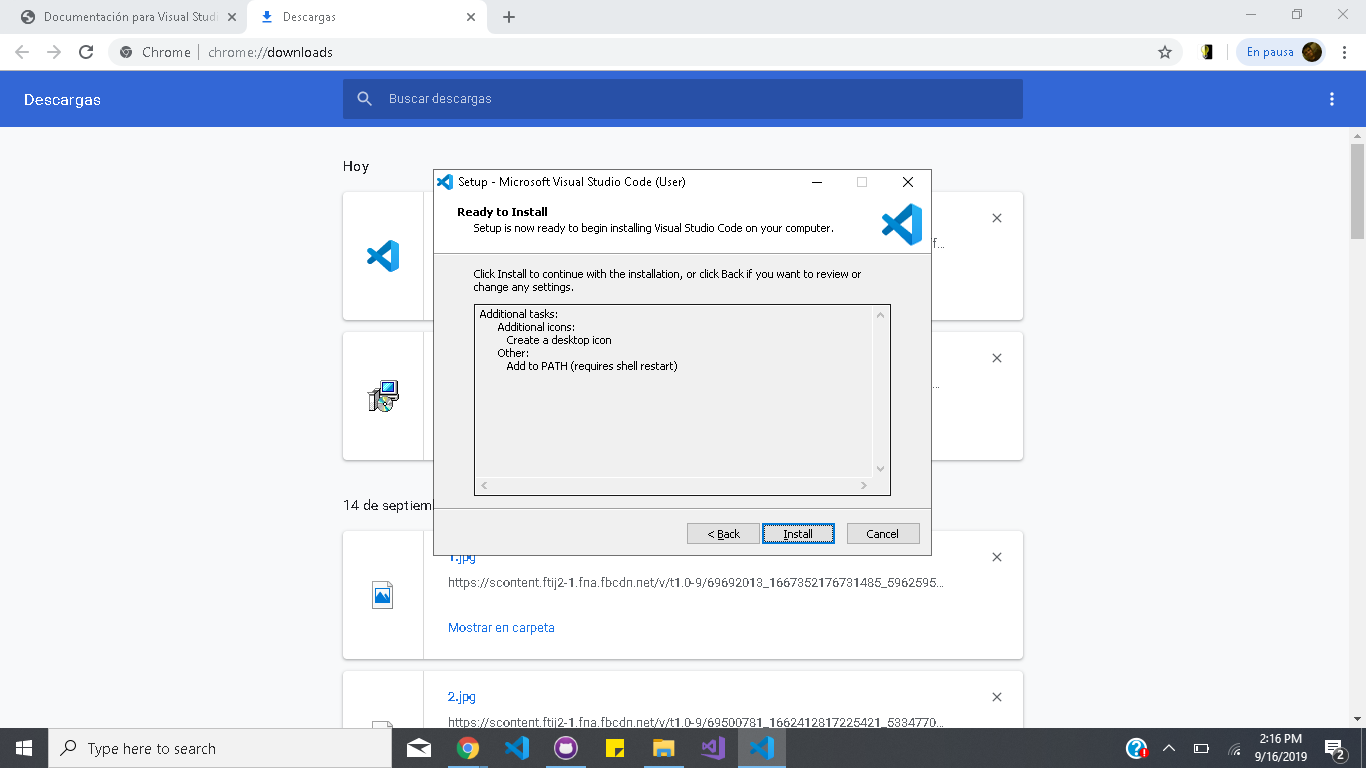 Documentación para Visual Studi
Descargas
Chrome
chrome://downloads
En pausa
Descargas
Buscar descargas
Hoy
Setup - Microsoft Visual Studio Code (User)
Ready to Install
Setup is now ready to begin installing Visual Studio Code on your computer.
f...
Click Install to continue with the installation, or click Back if you want to review or
change any settings.
Additional tasks:
Additional icons:
Create a desktop icon
Other:
Add to PATH (requires shell restart)
...
14 de septiem
< Back
Install
Cancel
1.jpg
https://scontent.ftij2-1.fna.fbcdn.net/v/t1.0-9/69692013_1667352176731485_5962595...
Mostrar en carpeta
2.jpg
https://scontent.ftij2-1.fna.fbcdn.net/v/t1.0-9/69500781_1662412817225421_5334770...
Type here to search
2:16 PM
9/16/2019
2